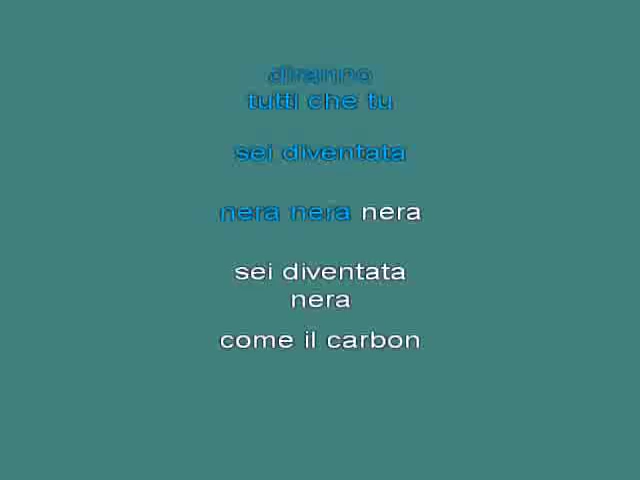 diranno
tutti che tu
sei diventata
nera nera nera
sei diventata
nera
come il carbon